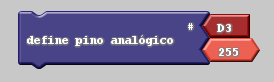 # D3
define pino analógico
255